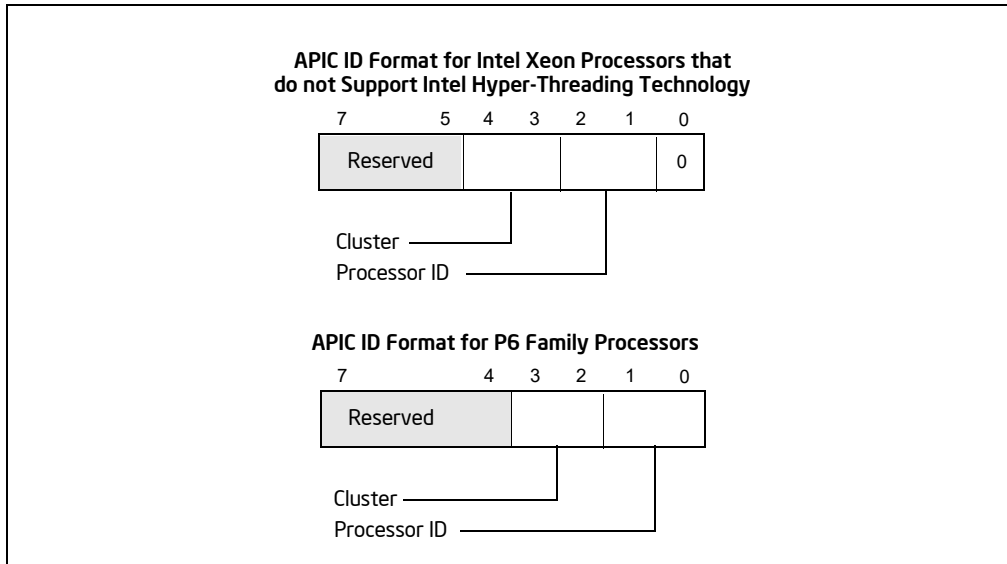 APIC ID Format for Intel Xeon Processors that
do not Support Intel Hyper-Threading Technology
7 5 4 3 2 1 0
Reserved 0
Cluster
Processor ID
APIC ID Format for P6 Family Processors
7 4 3 2 1 0
Reserved
Cluster
Processor ID